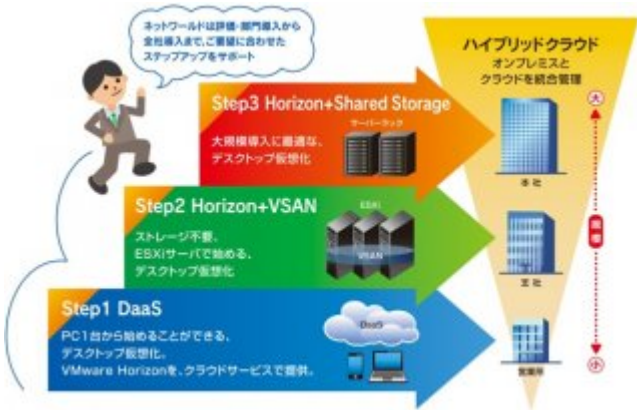 ネットワールドは評価・部門導入から
全社導入まで、ご要望に合わせた
ステップアップをサポート
ハイブリッドクラウド
オンプレミスと
クラウドを統合管理
大
本社
支社
規模
営業所
小
Step3 Horizon+Shared Storage
大規模導入に最適な、
デスクトップ仮想化
サーバーラック
Step2 Horizon+VSAN
ストレージ不要、
ESXiサーバで始める、
デスクトップ仮想化
ESXi
VSAN
Step1 DaaS
PC1台から始めることができる、
デスクトップ仮想化。
VMware Horizonを、クラウドサービスで提供。
DaaS